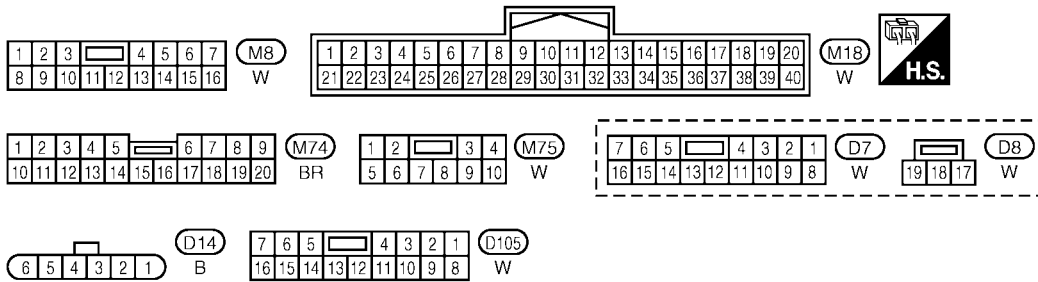 1 2 3 4 5 6 7 M8
8 9 10 11 12 13 14 15 16 W
1 2 3 4 5 6 7 8 9 10 11 12 13 14 15 16 17 18 19 20 M18
21 22 23 24 25 26 27 28 29 30 31 32 33 34 35 36 37 38 39 40 W
H.S.
1 2 3 4 5 6 7 8 9 M74
10 11 12 13 14 15 16 17 18 19 20 BR
1 2 3 4 M75
5 6 7 8 9 10 W
7 6 5 4 3 2 1 D7
16 15 14 13 12 11 10 9 8 W
D8
19 18 17 W
D14
6 5 4 3 2 1 B
7 6 5 4 3 2 1 D105
16 15 14 13 12 11 10 9 8 W